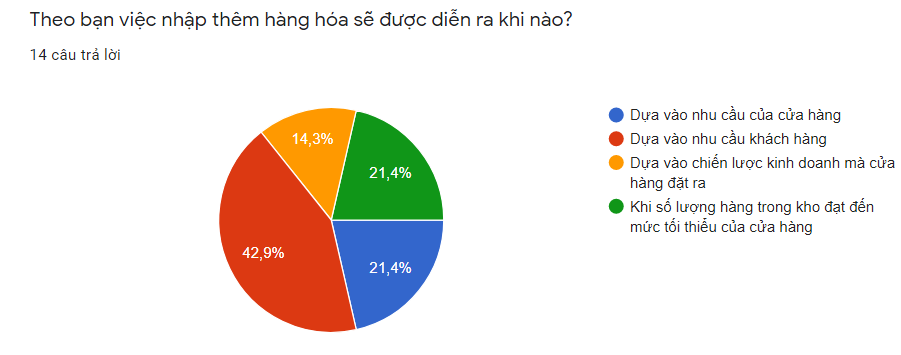 Theo bạn việc nhập thêm hàng hóa sẽ được diễn ra khi nào?
14 câu trả lời
14,3%
21,4%
42,9%
21,4%
Dựa vào nhu cầu của cửa hàng
Dựa vào nhu cầu khách hàng
Dựa vào chiến lược kinh doanh mà cửa
hàng đặt ra
Khi số lượng hàng trong kho đạt đến
mức tối thiểu của cửa hàng